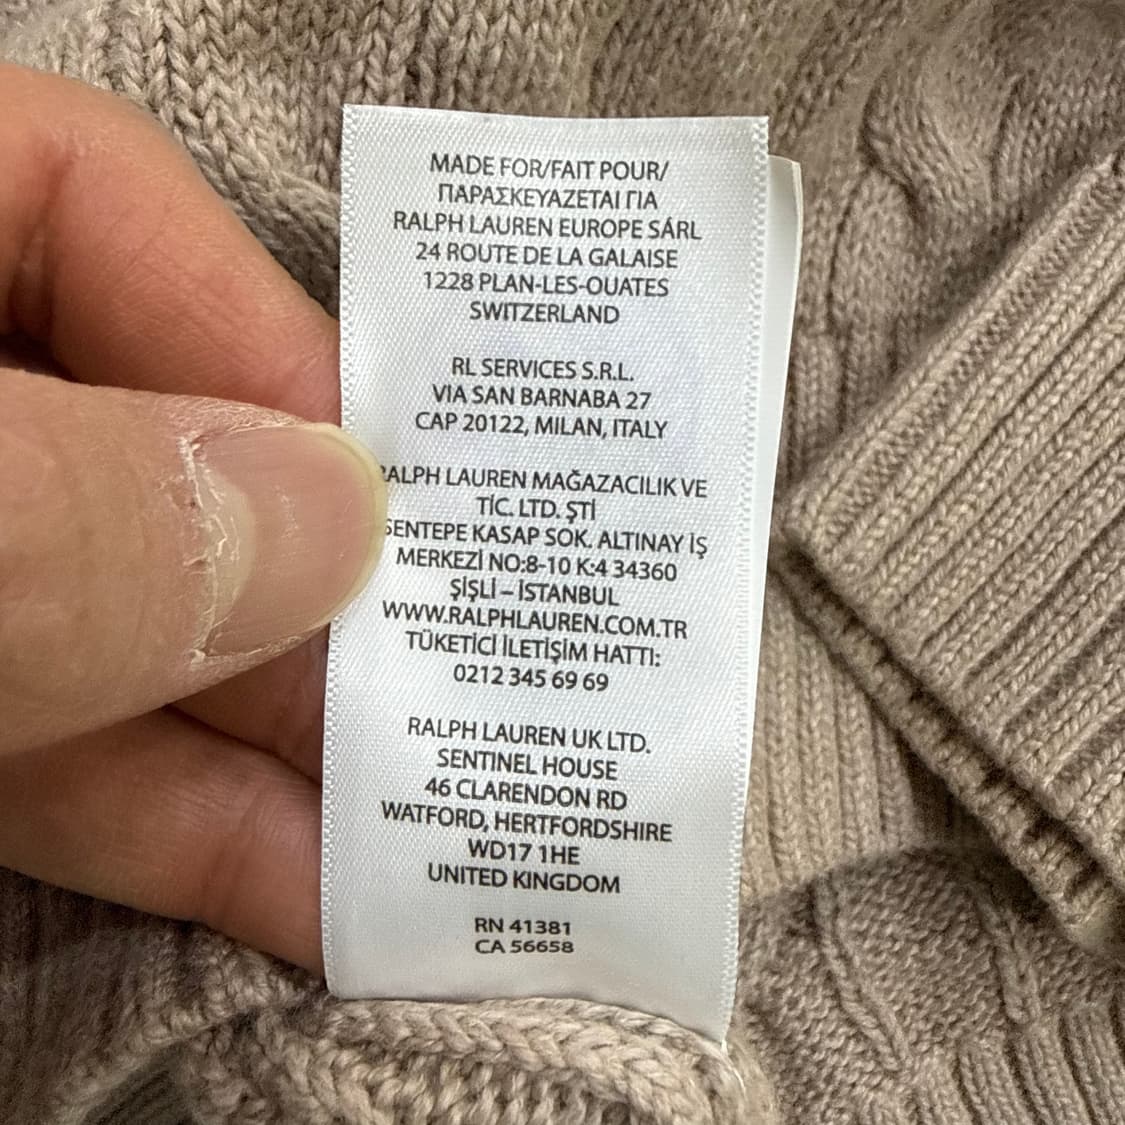 MADE FOR/FAIT POUR/
ΠΑΡΑΣΚΕΥΑΖΕΤΑΙ ΓΙΑ
RALPH LAUREN EUROPE SÁRL
24 ROUTE DE LA GALAISE
1228 PLAN-LES-OUATES
SWITZERLAND
RL SERVICES S.R.L.
VIA SAN BARNABA 27
CAP 20122, MILAN, ITALY
RALPH LAUREN MAĞAZACILIK VE
TİC. LTD. ŞTİ
SENTEPE KASAP SOK. ALTINAY İŞ
MERKEZİ NO:8-10 K:4 34360
ŞİŞLİ – İSTANBUL
WWW.RALPHLAUREN.COM.TR
TÜKETİCİ İLETİŞİM HATTI:
0212 345 69 69
RALPH LAUREN UK LTD.
SENTINEL HOUSE
46 CLARENDON RD
WATFORD, HERTFORDSHIRE
WD17 1HE
UNITED KINGDOM
RN 41381
CA 56658